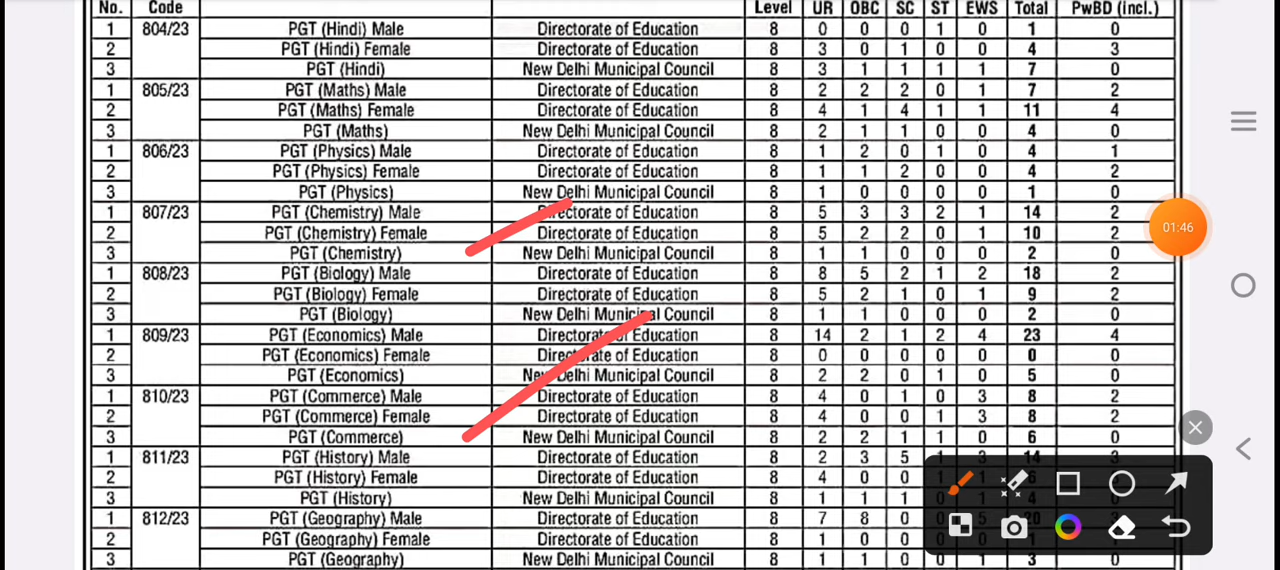 No. Code Level UR OBC SC ST EWS Total PwBD (incl.)
1 804/23 PGT (Hindi) Male Directorate of Education 8 0 0 0 1 0 1 0
2 PGT (Hindi) Female Directorate of Education 8 3 0 1 0 0 4 3
3 PGT (Hindi) New Delhi Municipal Council 8 3 1 1 1 1 7 0
1 805/23 PGT (Maths) Male Directorate of Education 8 2 2 2 0 1 7 2
2 PGT (Maths) Female Directorate of Education 8 4 1 4 1 1 11 4
3 PGT (Maths) New Delhi Municipal Council 8 2 1 1 0 0 4 0
1 806/23 PGT (Physics) Male Directorate of Education 8 1 2 0 1 0 4 1
2 PGT (Physics) Female Directorate of Education 8 1 1 2 0 0 4 2
3 PGT (Physics) New Delhi Municipal Council 8 1 0 0 0 0 1 0
1 807/23 PGT (Chemistry) Male Directorate of Education 8 5 3 3 2 1 14 2
2 PGT (Chemistry) Female Directorate of Education 8 5 2 2 0 1 10 2
01:46
3 PGT (Chemistry) New Delhi Municipal Council 8 1 1 0 0 0 2 0
1 808/23 PGT (Biology) Male Directorate of Education 8 8 5 2 1 2 18 2
2 PGT (Biology) Female Directorate of Education 8 5 2 1 0 1 9 2
3 PGT (Biology) New Delhi Municipal Council 8 1 1 0 0 0 2 0
1 809/23 PGT (Economics) Male Directorate of Education 8 14 2 1 2 4 23 4
2 PGT (Economics) Female Directorate of Education 8 0 0 0 0 0 0 0
3 PGT (Economics) New Delhi Municipal Council 8 2 2 0 1 0 5 0
1 810/23 PGT (Commerce) Male Directorate of Education 8 4 0 1 0 3 8 2
2 PGT (Commerce) Female Directorate of Education 8 4 0 0 1 3 8 2
3 PGT (Commerce) New Delhi Municipal Council 8 2 2 1 1 0 6 0
1 811/23 PGT (History) Male Directorate of Education 8 2 3 5 1 3 14 3
2 PGT (History) Female Directorate of Education 8 4 0 0
3 PGT (History) New Delhi Municipal Council 8 1 1 1
1 812/23 PGT (Geography) Male Directorate of Education 8 7 8 0
2 PGT (Geography) Female Directorate of Education 8 1 0 0
3 PGT (Geography) New Delhi Municipal Council 8 1 1 0 0 1 3 0